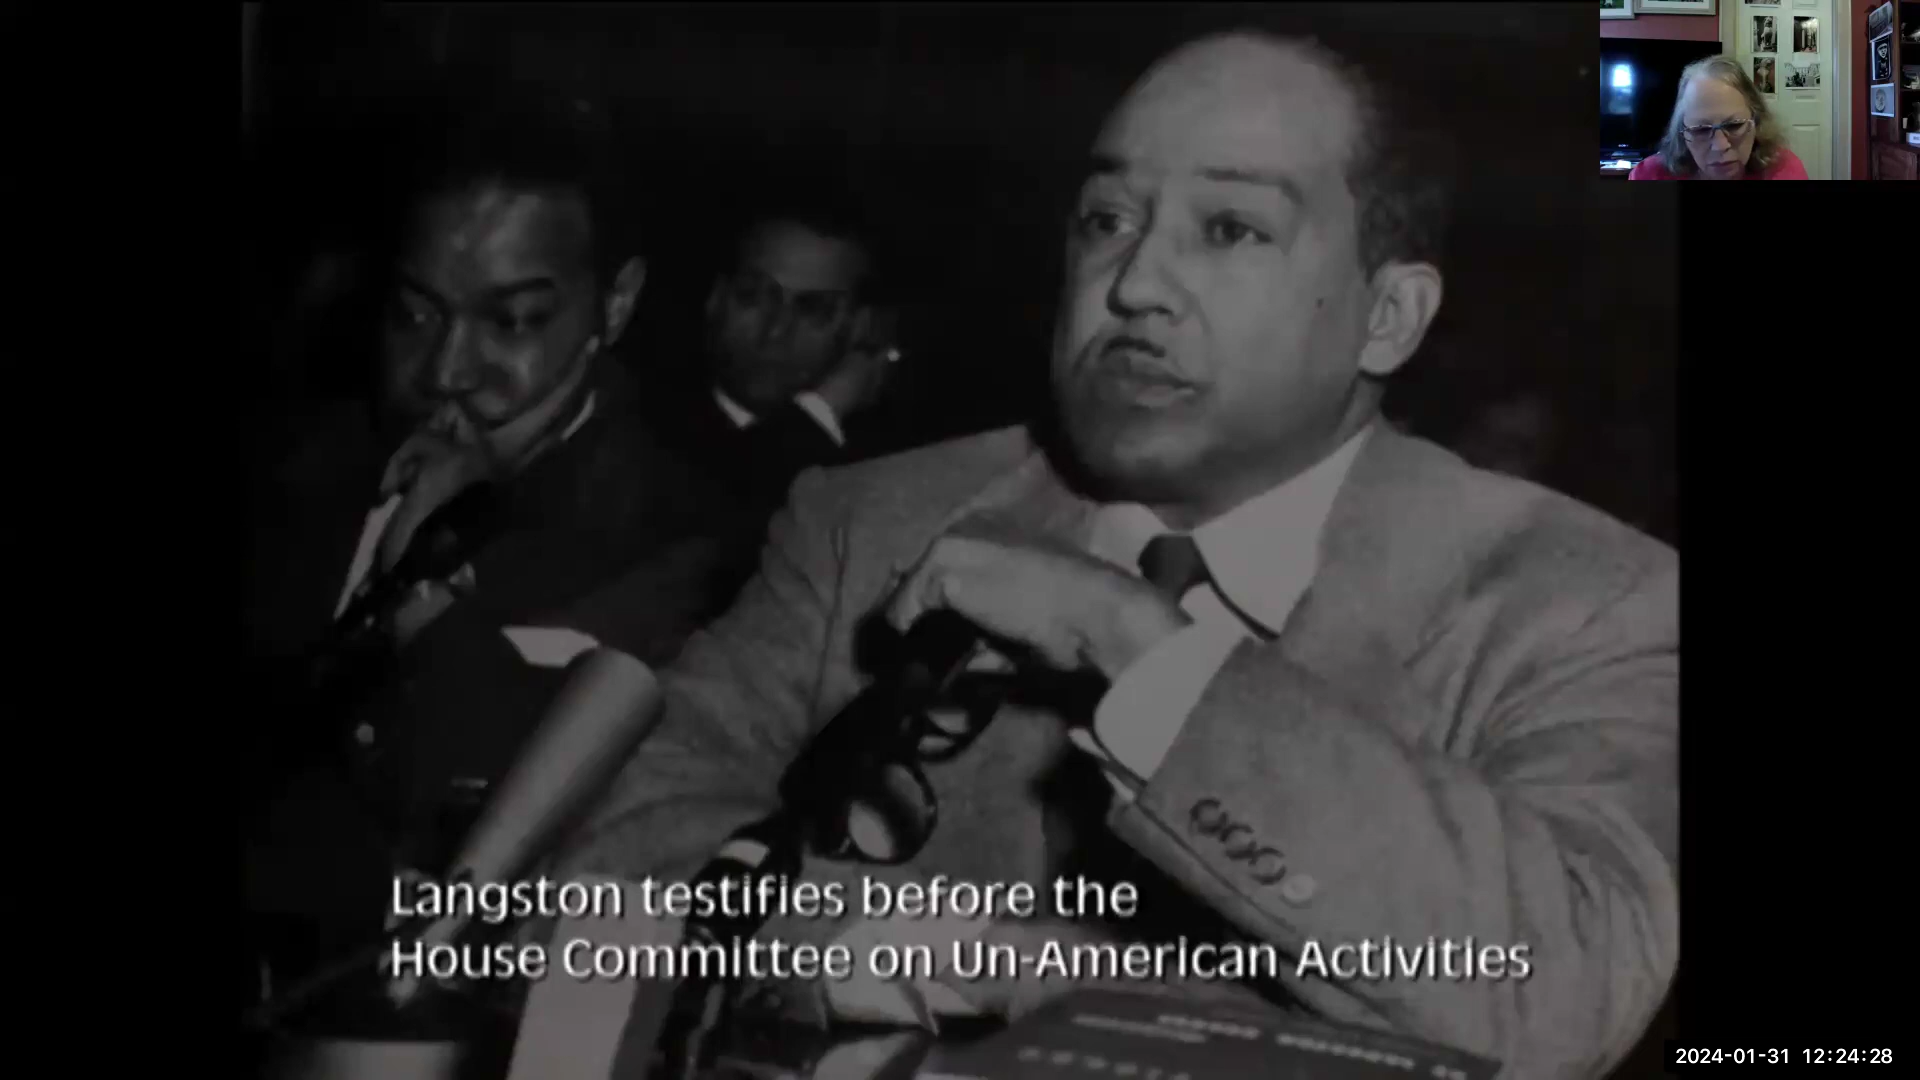 Langston testifies before the
House Committee on Un-American Activities
2024-01-31 12:24:28